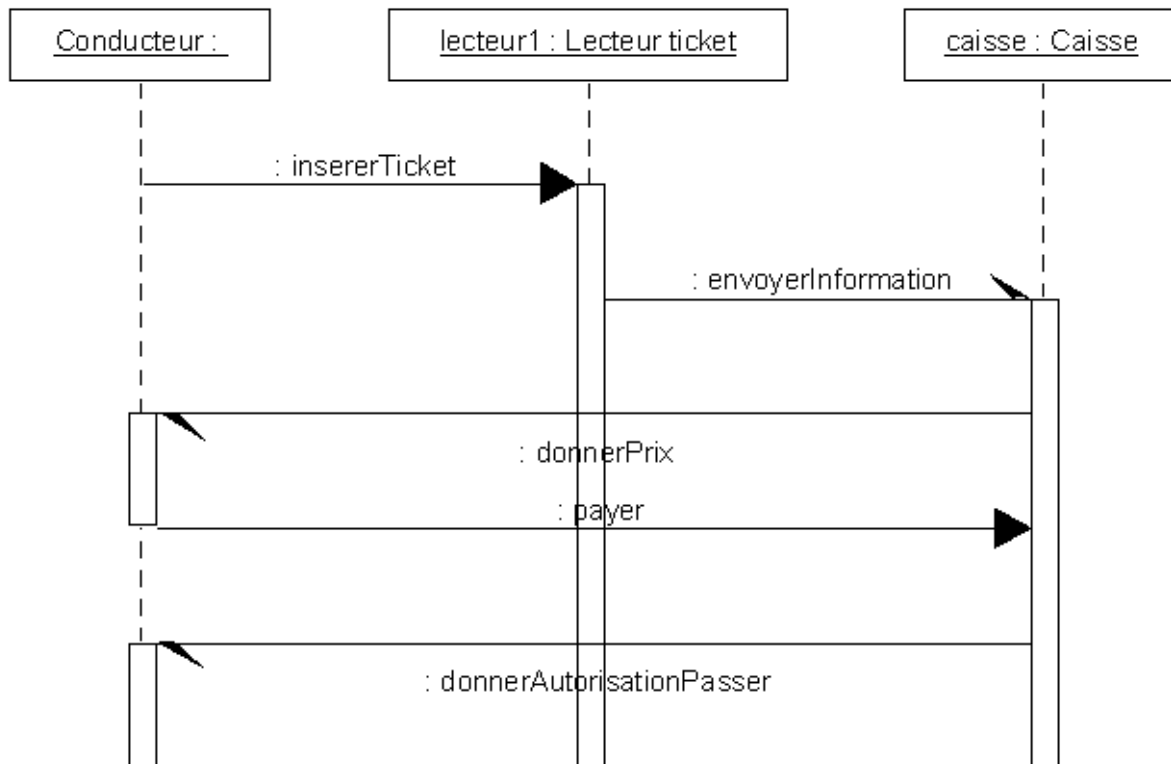 Conducteur :
lecteur1 : Lecteur ticket
caisse : Caisse
: insererTicket
: envoyerInformation
: donnerPrix
: payer
: donnerAutorisationPasser